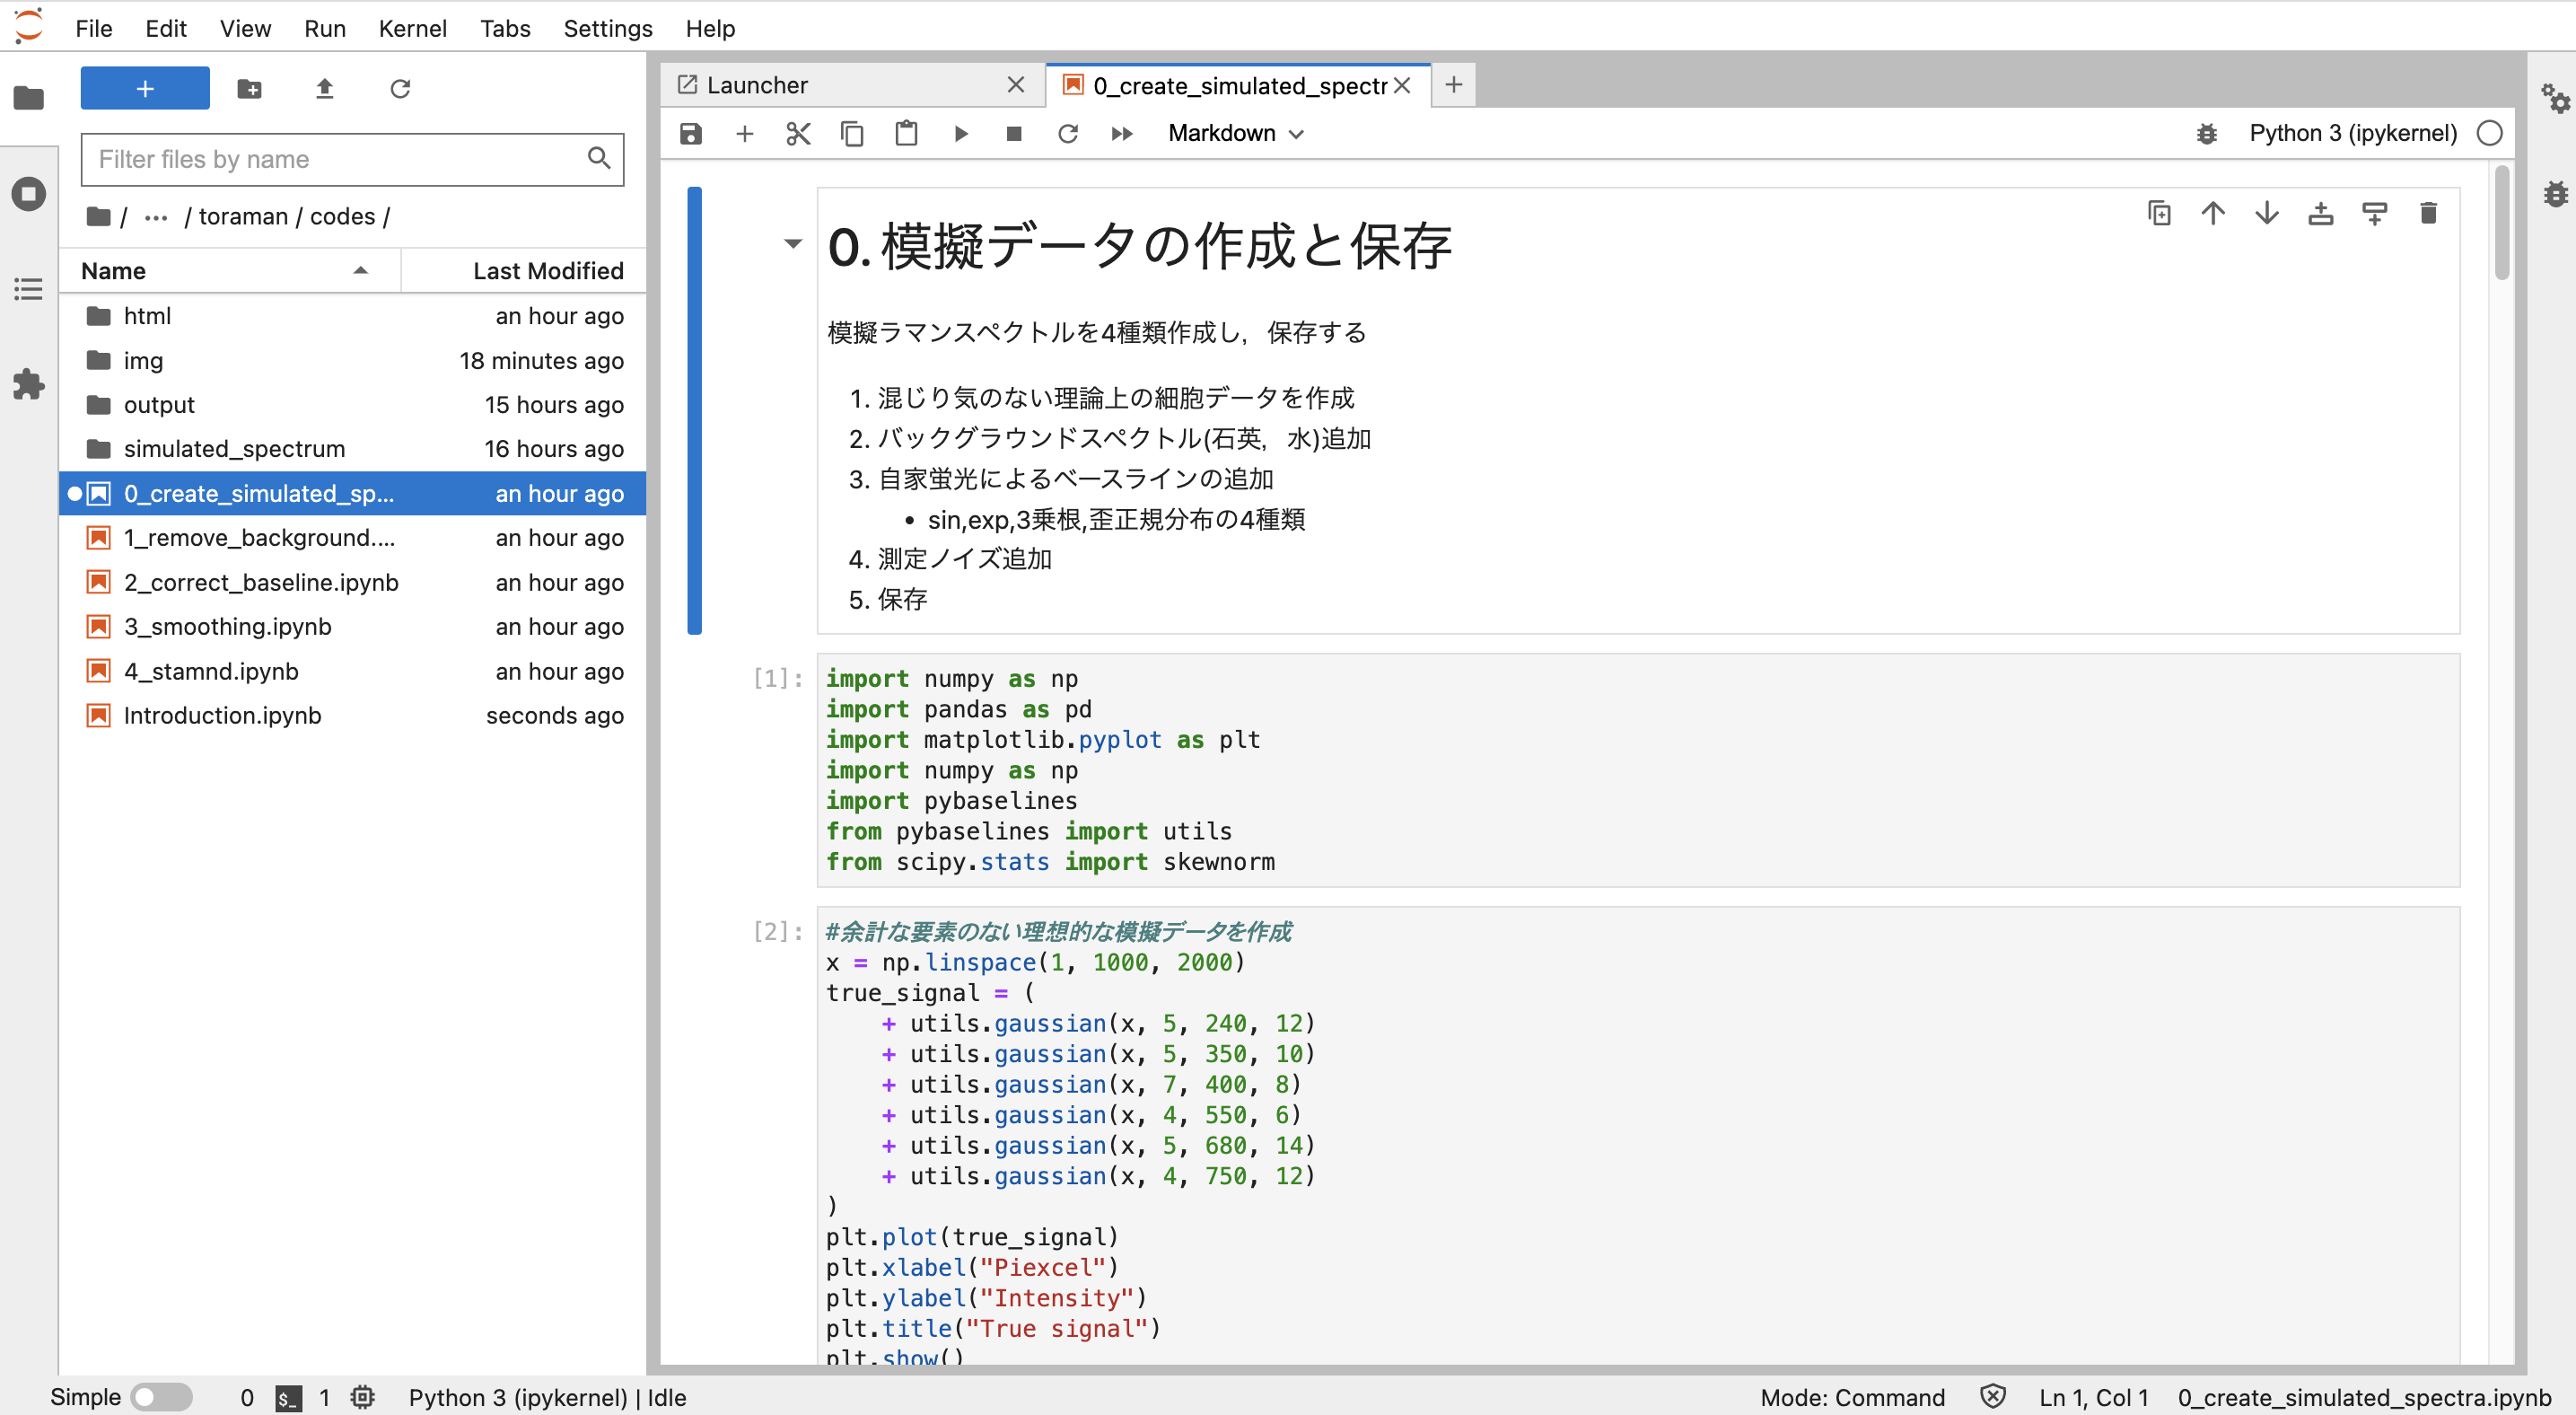 File Edit View Run Kernel Tabs Settings Help
+
Filter files by name
/ ... / toraman / codes /
Name Last Modified
html an hour ago
img 18 minutes ago
output 15 hours ago
simulated_spectrum 16 hours ago
0_create_simulated_sp... an hour ago
1_remove_background.... an hour ago
2_correct_baseline.ipynb an hour ago
3_smoothing.ipynb an hour ago
4_stamnd.ipynb an hour ago
Introduction.ipynb seconds ago
Launcher 0_create_simulated_spectr
Markdown Python 3 (ipykernel)
0. 模擬データの作成と保存
模擬ラマンスペクトルを4種類作成し，保存する
1. 混じり気のない理論上の細胞データを作成
2. バックグラウンドスペクトル(石英，水)追加
3. 自家蛍光によるベースラインの追加
• sin,exp,3乗根,歪正規分布の4種類
4. 測定ノイズ追加
5. 保存
[1]: import numpy as np
import pandas as pd
import matplotlib.pyplot as plt
import numpy as np
import pybaselines
from pybaselines import utils
from scipy.stats import skewnorm
[2]: #余計な要素のない理想的な模擬データを作成
x = np.linspace(1, 1000, 2000)
true_signal = (
+ utils.gaussian(x, 5, 240, 12)
+ utils.gaussian(x, 5, 350, 10)
+ utils.gaussian(x, 7, 400, 8)
+ utils.gaussian(x, 4, 550, 6)
+ utils.gaussian(x, 5, 680, 14)
+ utils.gaussian(x, 4, 750, 12)
)
plt.plot(true_signal)
plt.xlabel("Piexcel")
plt.ylabel("Intensity")
plt.title("True signal")
plt.show()
Simple 0 $_ 1 Python 3 (ipykernel) | Idle Mode: Command Ln 1, Col 1 0_create_simulated_spectra.ipynb